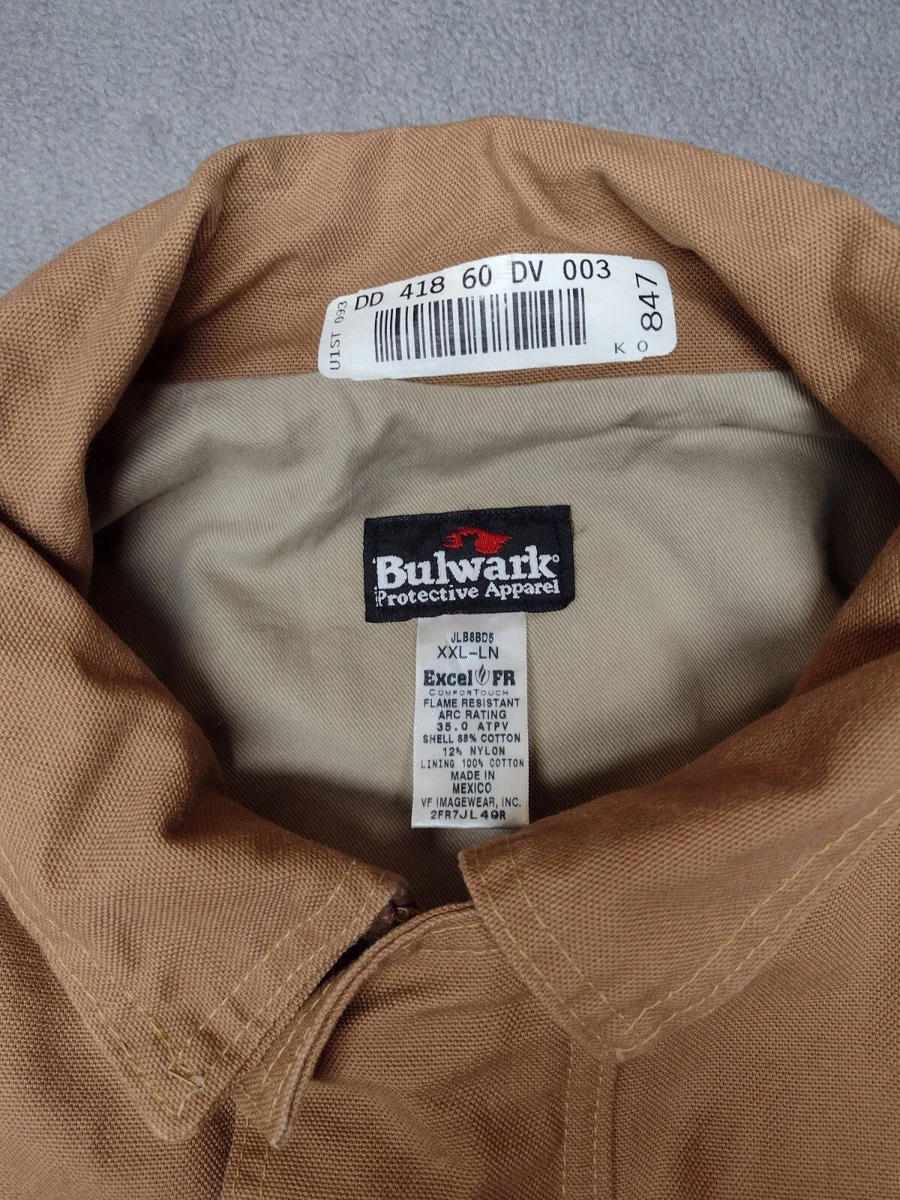 DD 418 60 DV 003
U1ST 093
847
K O
Bulwark
Protective Apparel
JLB8BD5
XXL-LN
Excel FR
COMFORTOUCH
FLAME RESISTANT
ARC RATING
35.0 ATPV
SHELL 88% COTTON
12% NYLON
LINING 100% COTTON
MADE IN
MEXICO
VF IMAGEWEAR, INC.
2FR7JL49R